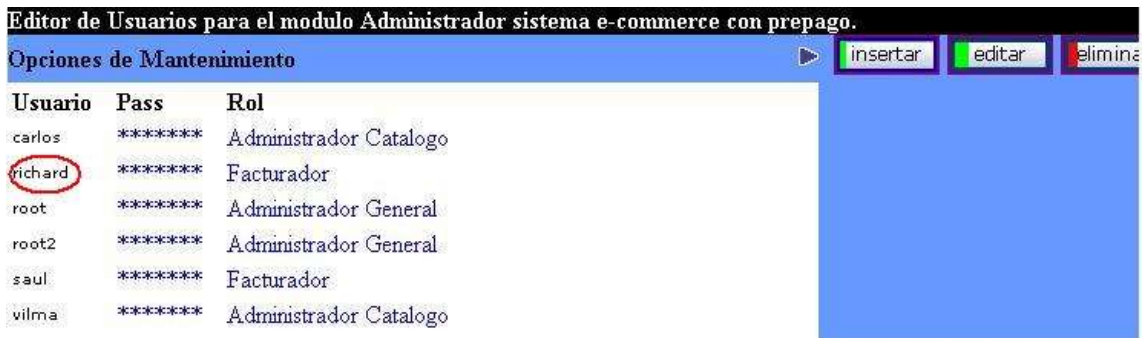 Editor de Usuarios para el modulo Administrador sistema e-commerce con prepago.
Opciones de Mantenimiento insertar editar elimina
Usuario Pass Rol
carlos ******* Administrador Catalogo
richard ******* Facturador
root ******* Administrador General
root2 ******* Administrador General
saul ******* Facturador
vilma ******* Administrador Catalogo